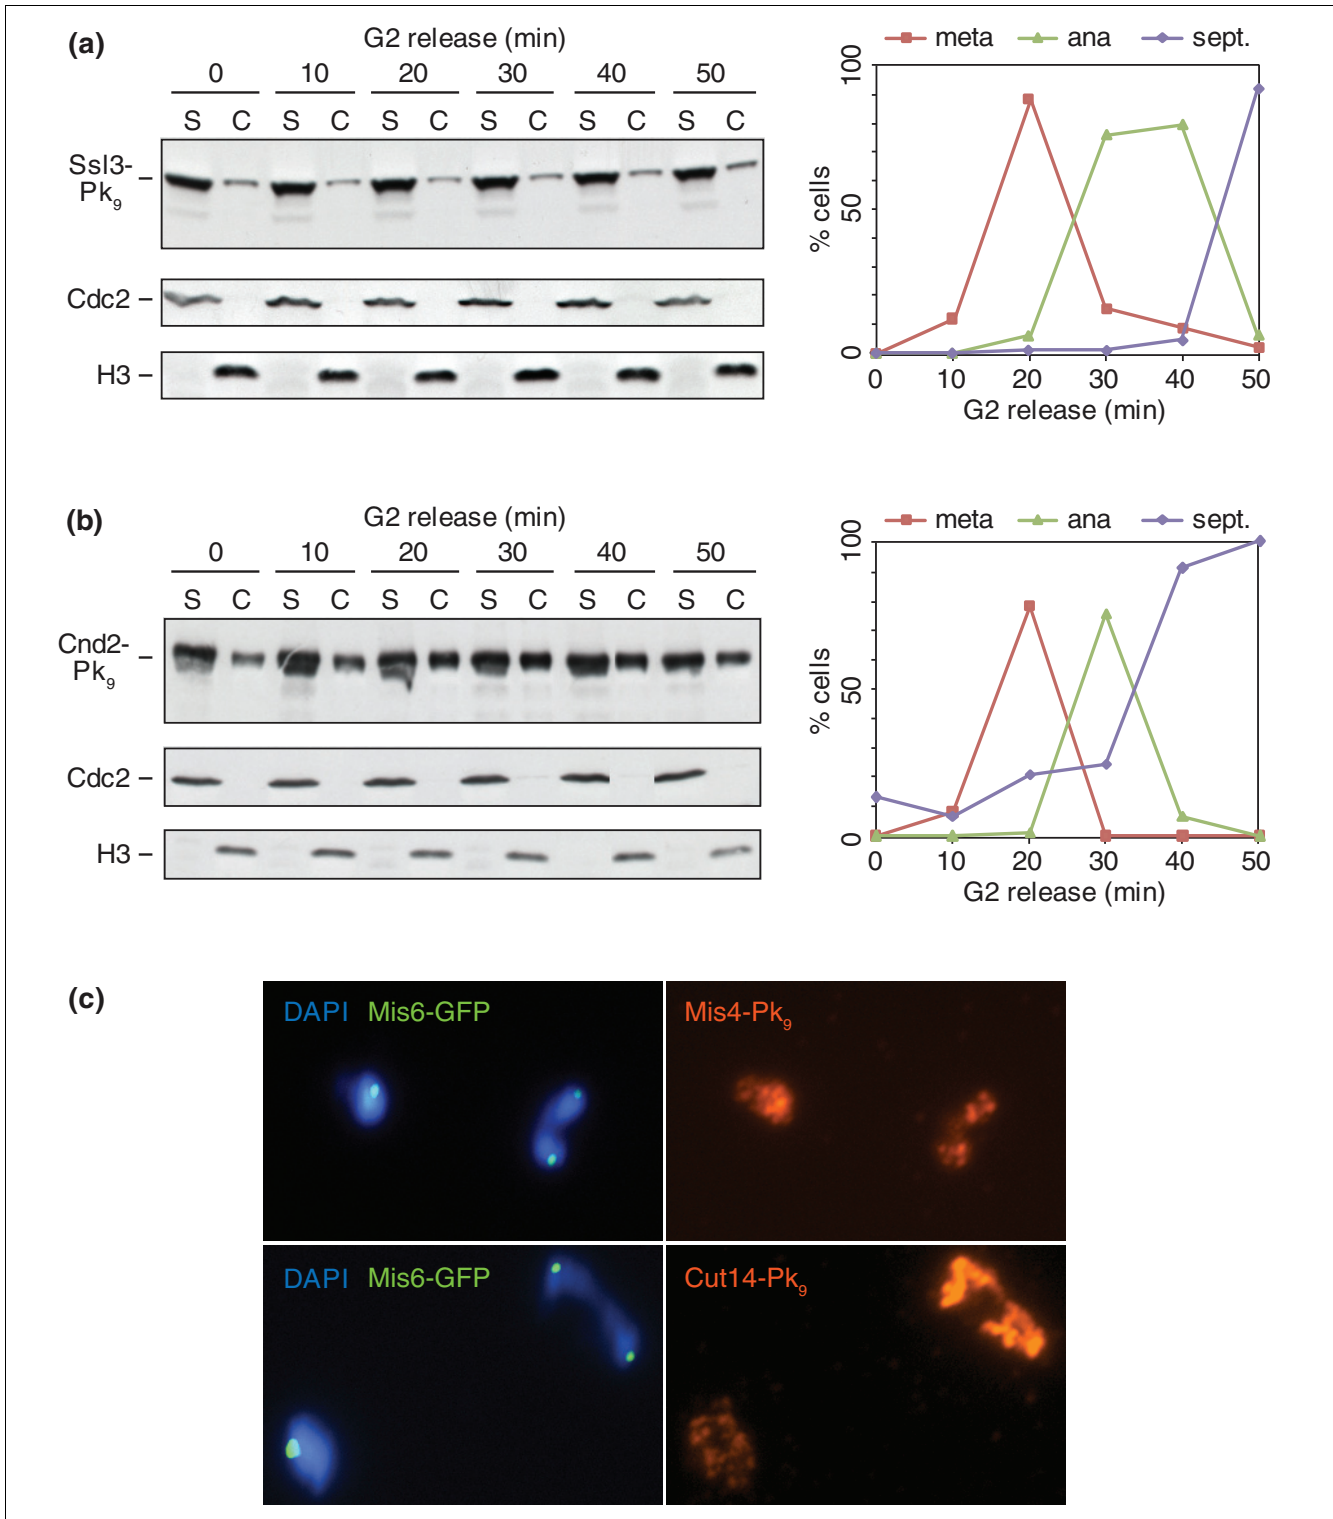 (a)
G2 release (min)
0 10 20 30 40 50
S C S C S C S C S C S C
Ssl3-
Pk9
Cdc2
H3
meta ana sept.
100
50
0
% cells
0 10 20 30 40 50
G2 release (min)
(b)
G2 release (min)
0 10 20 30 40 50
S C S C S C S C S C S C
Cnd2-
Pk9
Cdc2
H3
meta ana sept.
100
50
0
% cells
0 10 20 30 40 50
G2 release (min)
(c)
DAPI Mis6-GFP
Mis4-Pk9
DAPI Mis6-GFP
Cut14-Pk9